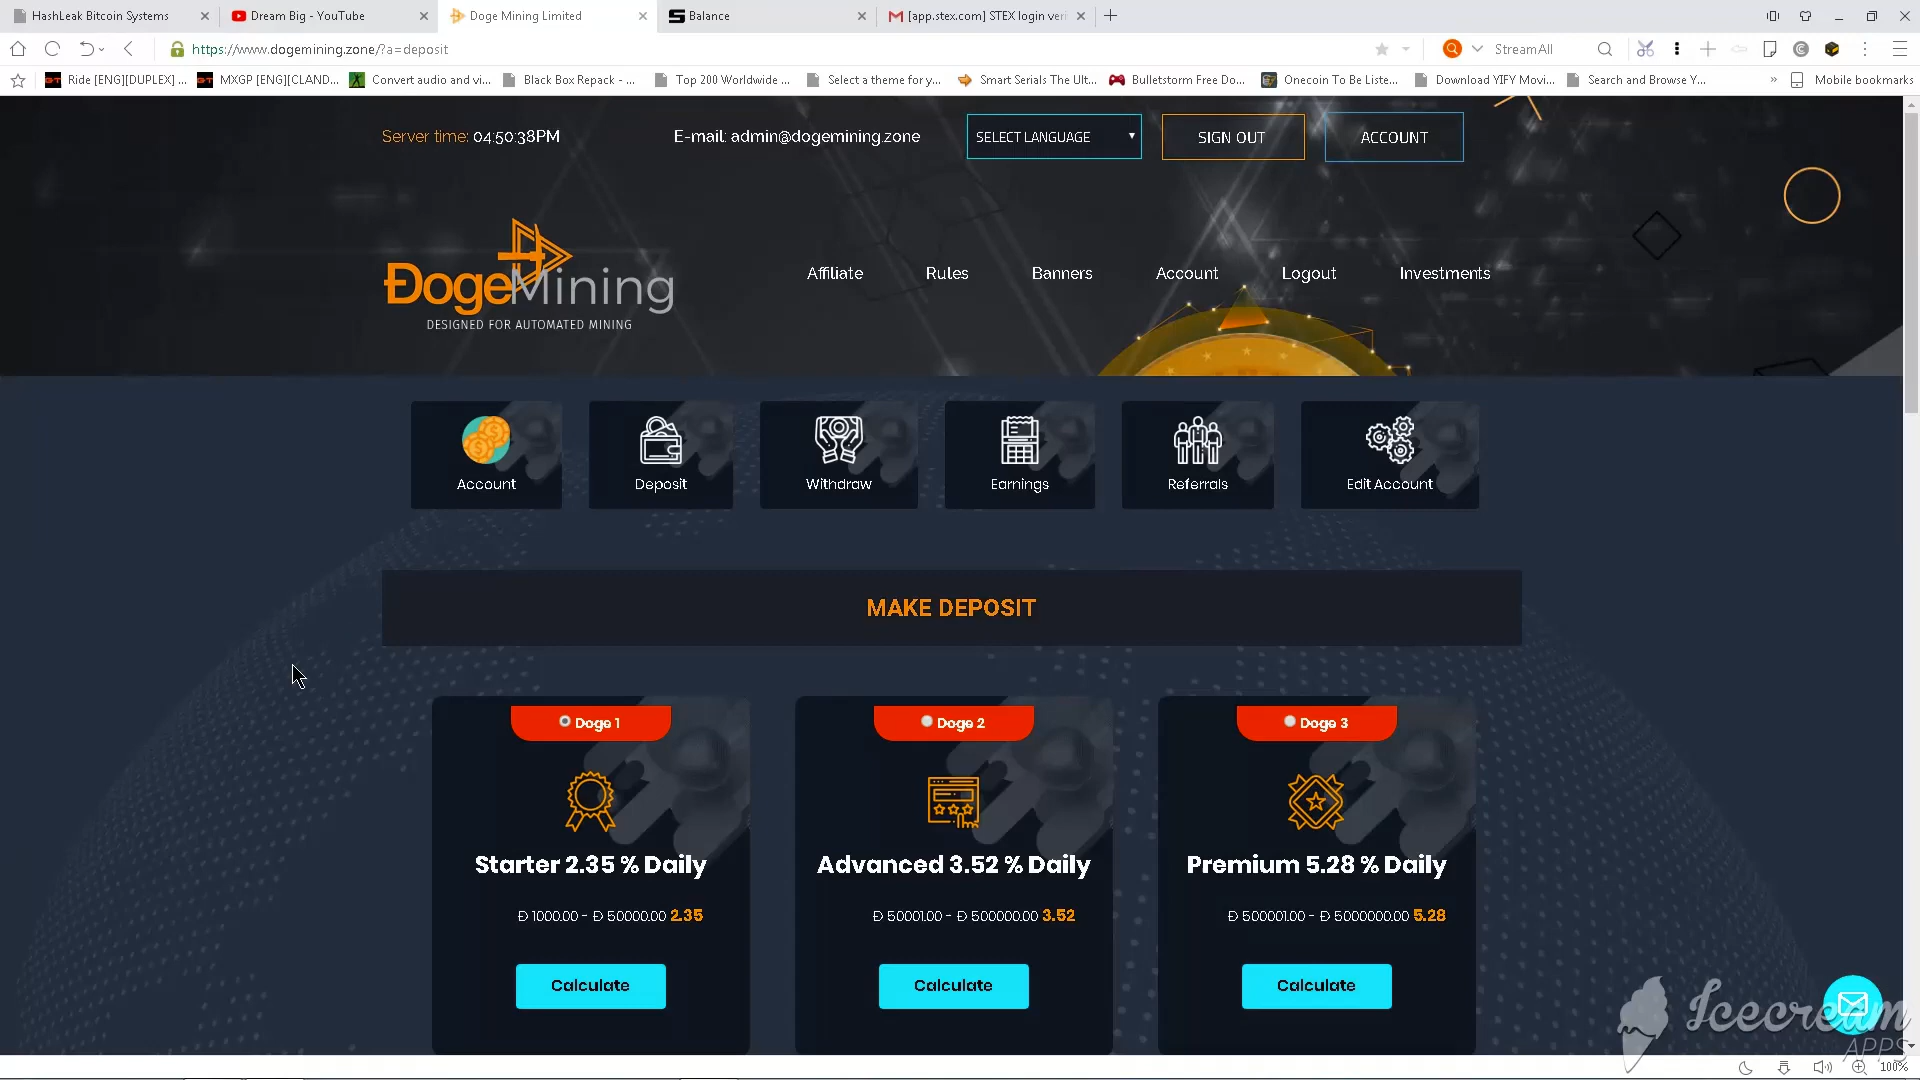 HashLeak Bitcoin Systems
Dream Big - YouTube
Doge Mining Limited
Balance
[app.stex.com] STEX login veri
https://www.dogemining.zone/?a=deposit
StreamAll
Ride [ENG][DUPLEX] ...
MXGP [ENG][CLAND...
Convert audio and vi...
Black Box Repack - ...
Top 200 Worldwide ...
Select a theme for y...
Smart Serials The Ult...
Bulletstorm Free Do...
Onecoin To Be Liste...
Download YIFY Movi...
Search and Browse Y...
Mobile bookmarks
Server time: 04:50:38PM
E-mail: admin@dogemining.zone
SELECT LANGUAGE
SIGN OUT
ACCOUNT
ÐogeMining
DESIGNED FOR AUTOMATED MINING
Affiliate
Rules
Banners
Account
Logout
Investments
Account
Deposit
Withdraw
Earnings
Referrals
Edit Account
MAKE DEPOSIT
Doge 1
Doge 2
Doge 3
Starter 2.35 % Daily
Advanced 3.52 % Daily
Premium 5.28 % Daily
Ð 1000.00 - Ð 50000.00 2.35
Ð 50001.00 - Ð 500000.00 3.52
Ð 500001.00 - Ð 5000000.00 5.28
Calculate
Calculate
Calculate
Icecream
APPS
100%